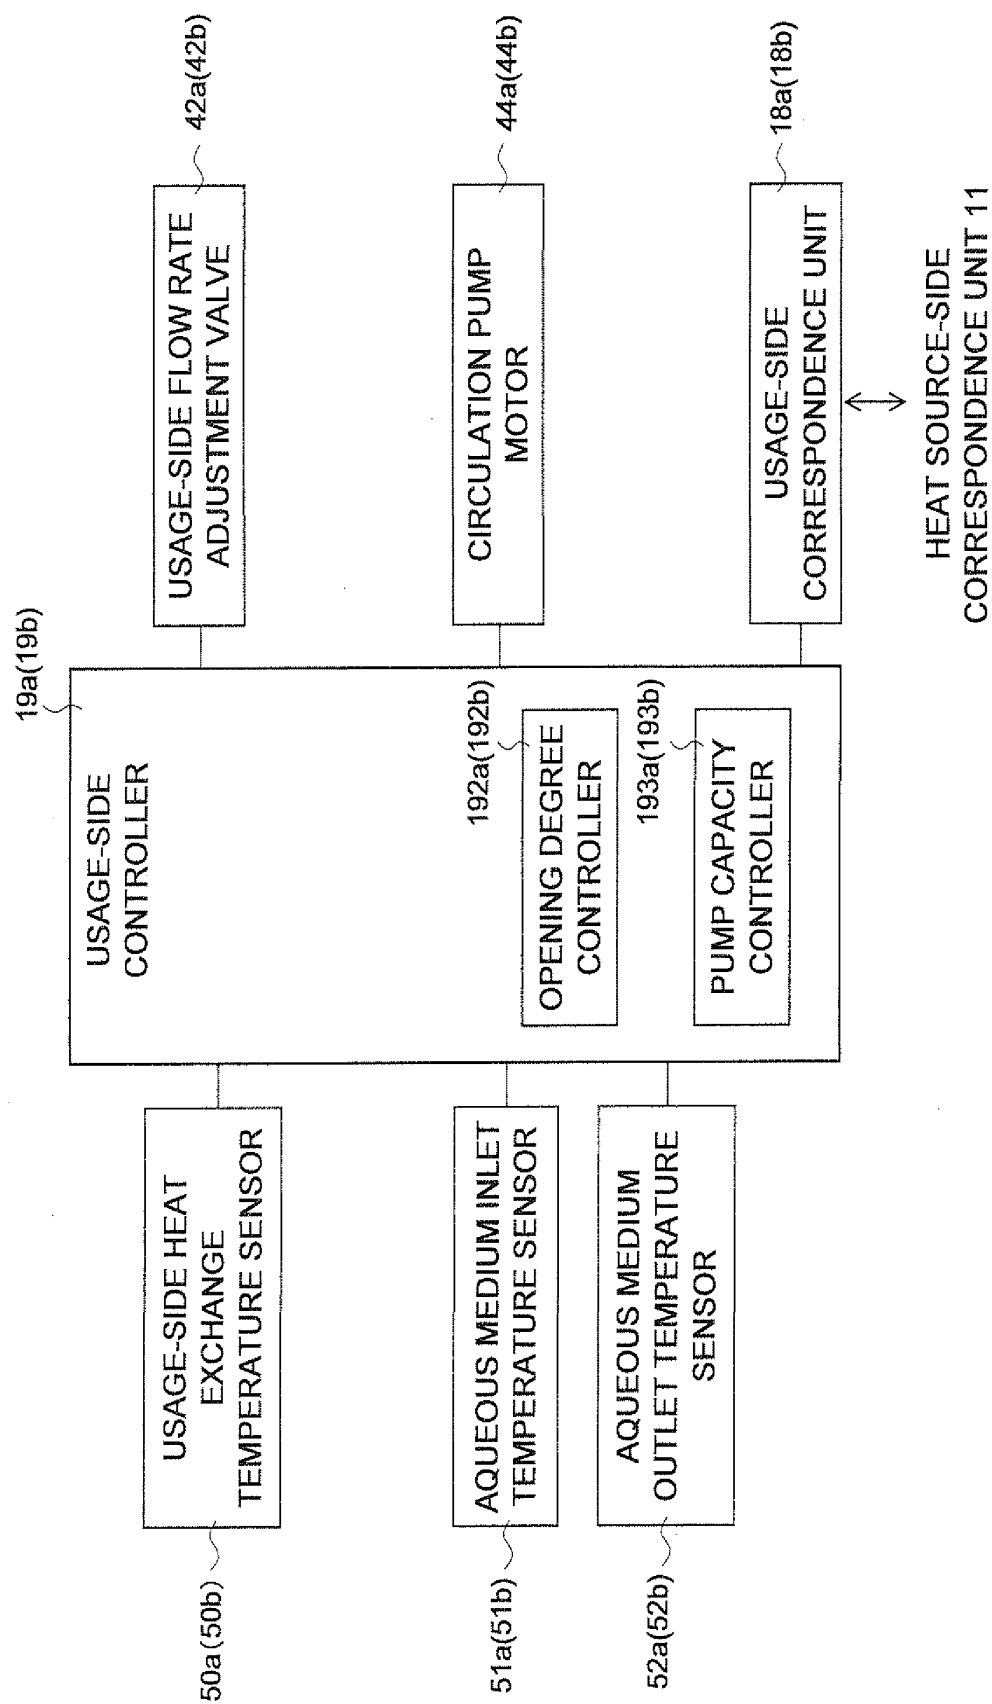 19a(19b)
USAGE-SIDE
CONTROLLER
50a(50b)
USAGE-SIDE HEAT
EXCHANGE
TEMPERATURE SENSOR
USAGE-SIDE FLOW RATE
ADJUSTMENT VALVE
42a(42b)
51a(51b)
AQUEOUS MEDIUM INLET
TEMPERATURE SENSOR
192a(192b)
OPENING DEGREE
CONTROLLER
CIRCULATION PUMP
MOTOR
44a(44b)
52a(52b)
AQUEOUS MEDIUM
OUTLET TEMPERATURE
SENSOR
193a(193b)
PUMP CAPACITY
CONTROLLER
USAGE-SIDE
CORRESPONDENCE UNIT
18a(18b)
HEAT SOURCE-SIDE
CORRESPONDENCE UNIT 11